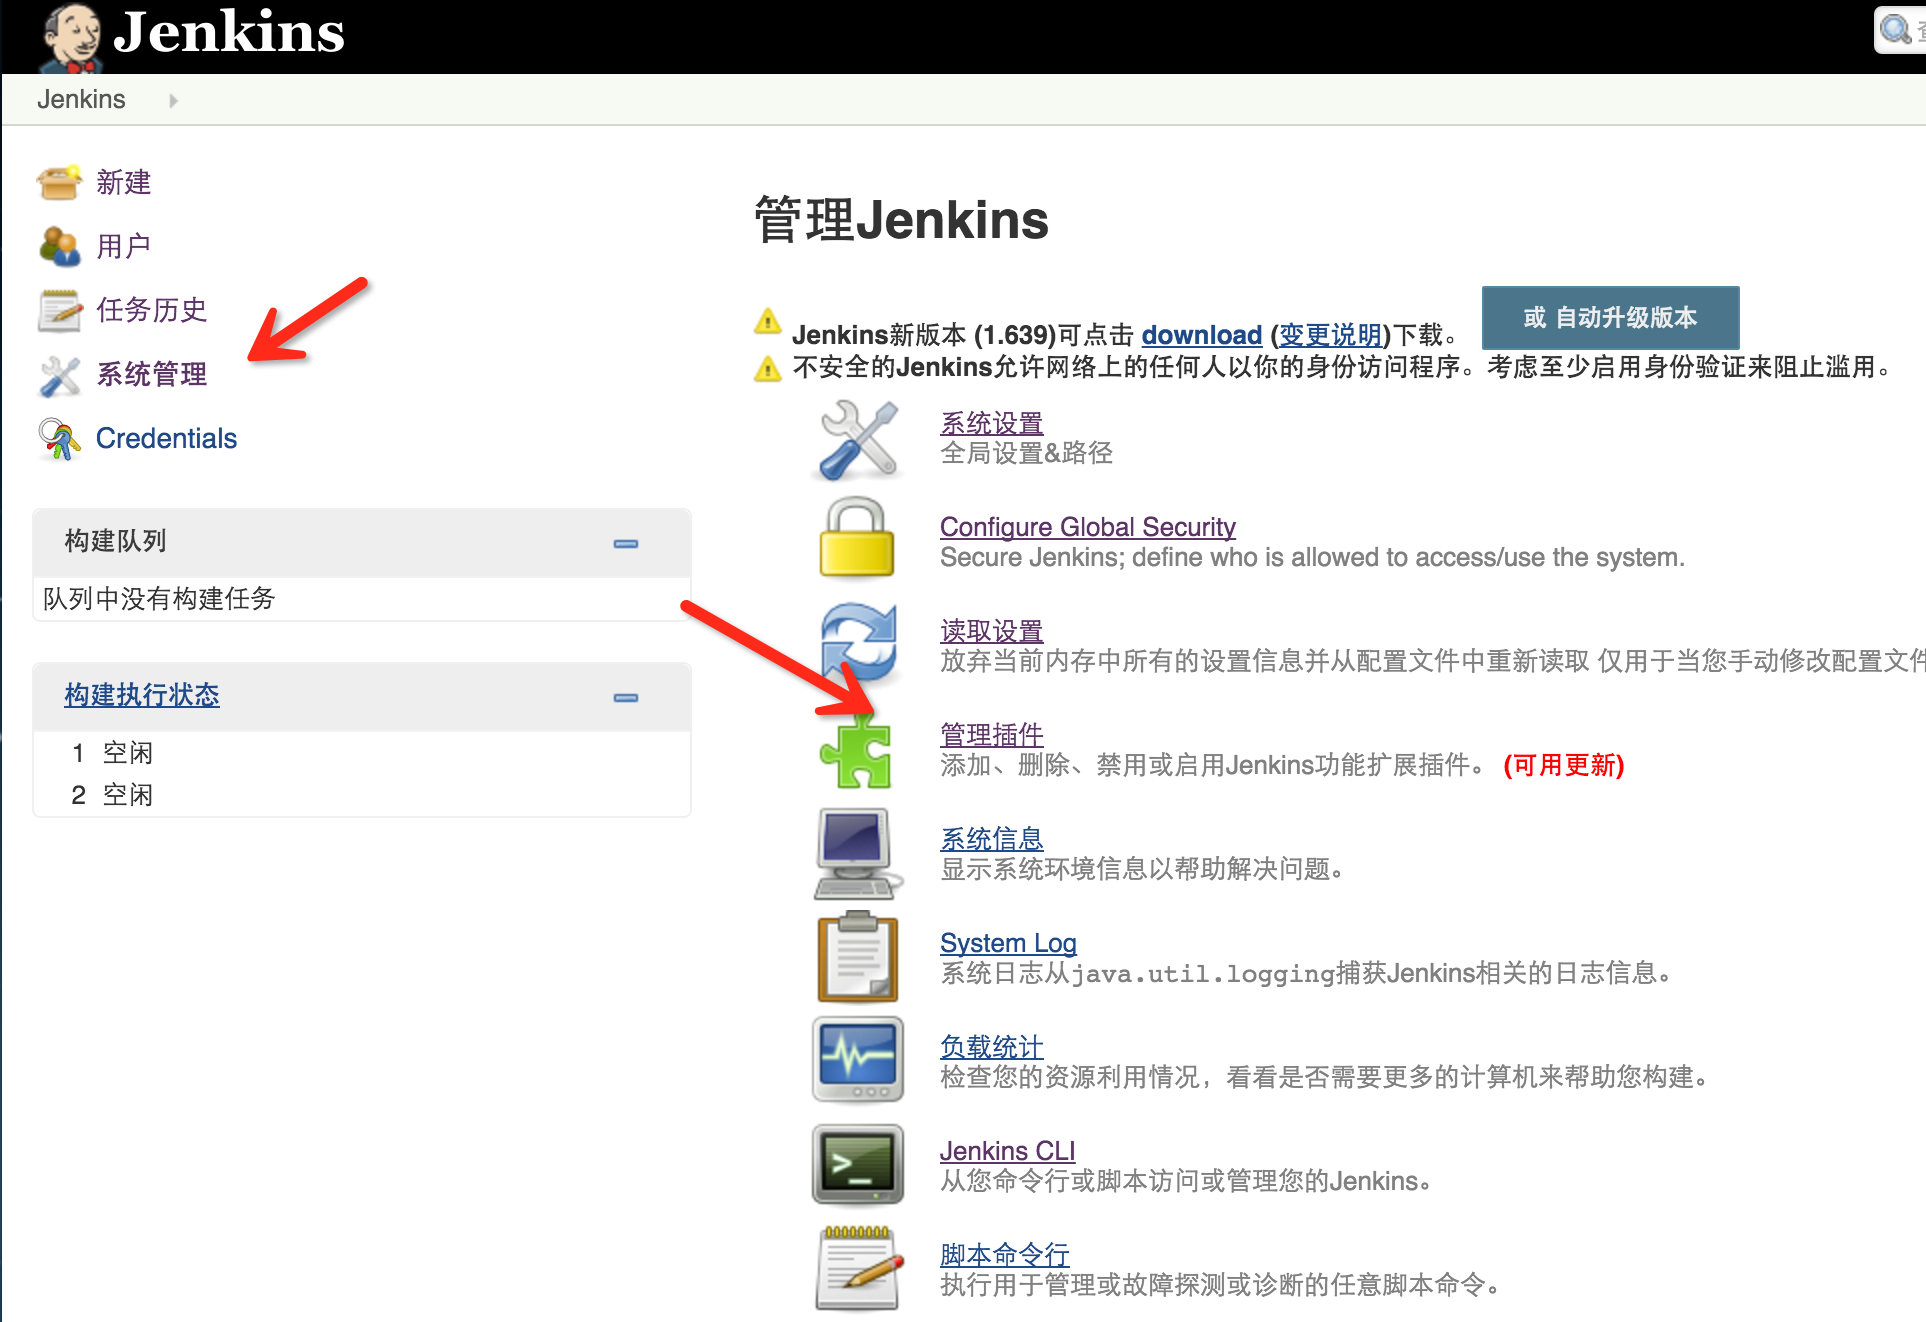 Jenkins
Jenkins
新建
用户
任务历史
系统管理
Credentials
构建队列
队列中没有构建任务
构建执行状态
1 空闲
2 空闲
管理Jenkins
Jenkins新版本 (1.639)可点击 download (变更说明)下载。
或 自动升级版本
不安全的Jenkins允许网络上的任何人以你的身份访问程序。考虑至少启用身份验证来阻止滥用。
系统设置
全局设置&路径
Configure Global Security
Secure Jenkins; define who is allowed to access/use the system.
读取设置
放弃当前内存中所有的设置信息并从配置文件中重新读取 仅用于当您手动修改配置文件
管理插件
添加、删除、禁用或启用Jenkins功能扩展插件。 (可用更新)
系统信息
显示系统环境信息以帮助解决问题。
System Log
系统日志从java.util.logging捕获Jenkins相关的日志信息。
负载统计
检查您的资源利用情况，看看是否需要更多的计算机来帮助您构建。
Jenkins CLI
从您命令行或脚本访问或管理您的Jenkins。
脚本命令行
执行用于管理或故障探测或诊断的任意脚本命令。